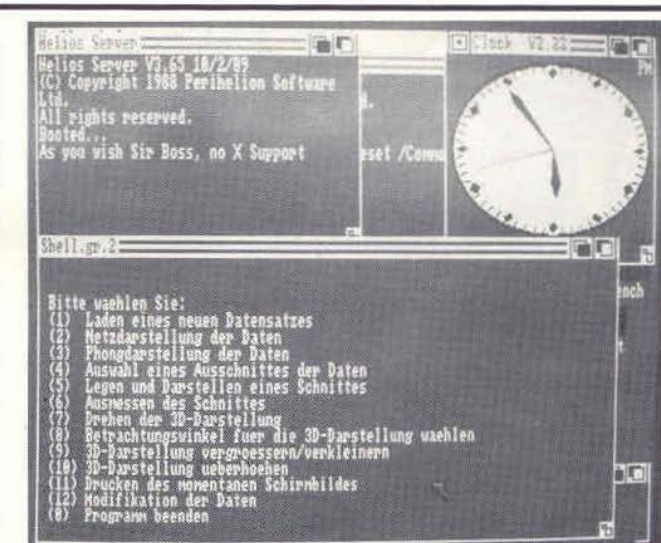 Helios Server
Helios Server V3.65 10/2/89
(C) Copyright 1988 Perihelion Software
Ltd.
All rights reserved.
Booted...
As you wish Sir Boss, no X Support
d.
eset /Commu
Clock V2.22
PM
Shell.gr.2
Bitte waehlen Sie:
(1) Laden eines neuen Datensatzes
(2) Netzdarstellung der Daten
(3) Phongdarstellung der Daten
(4) Auswahl eines Ausschnittes der Daten
(5) Legen und Darstellen eines Schnittes
(6) Ausmessen des Schnittes
(7) Drehen der 3D-Darstellung
(8) Betrachtungswinkel fuer die 3D-Darstellung waehlen
(9) 3D-Darstellung vergroessern/verkleinern
(10) 3D-Darstellung ueberhoehen
(11) Drucken des momentanen Schirmbildes
(12) Modifikation der Daten
(0) Programm beenden
ench
t